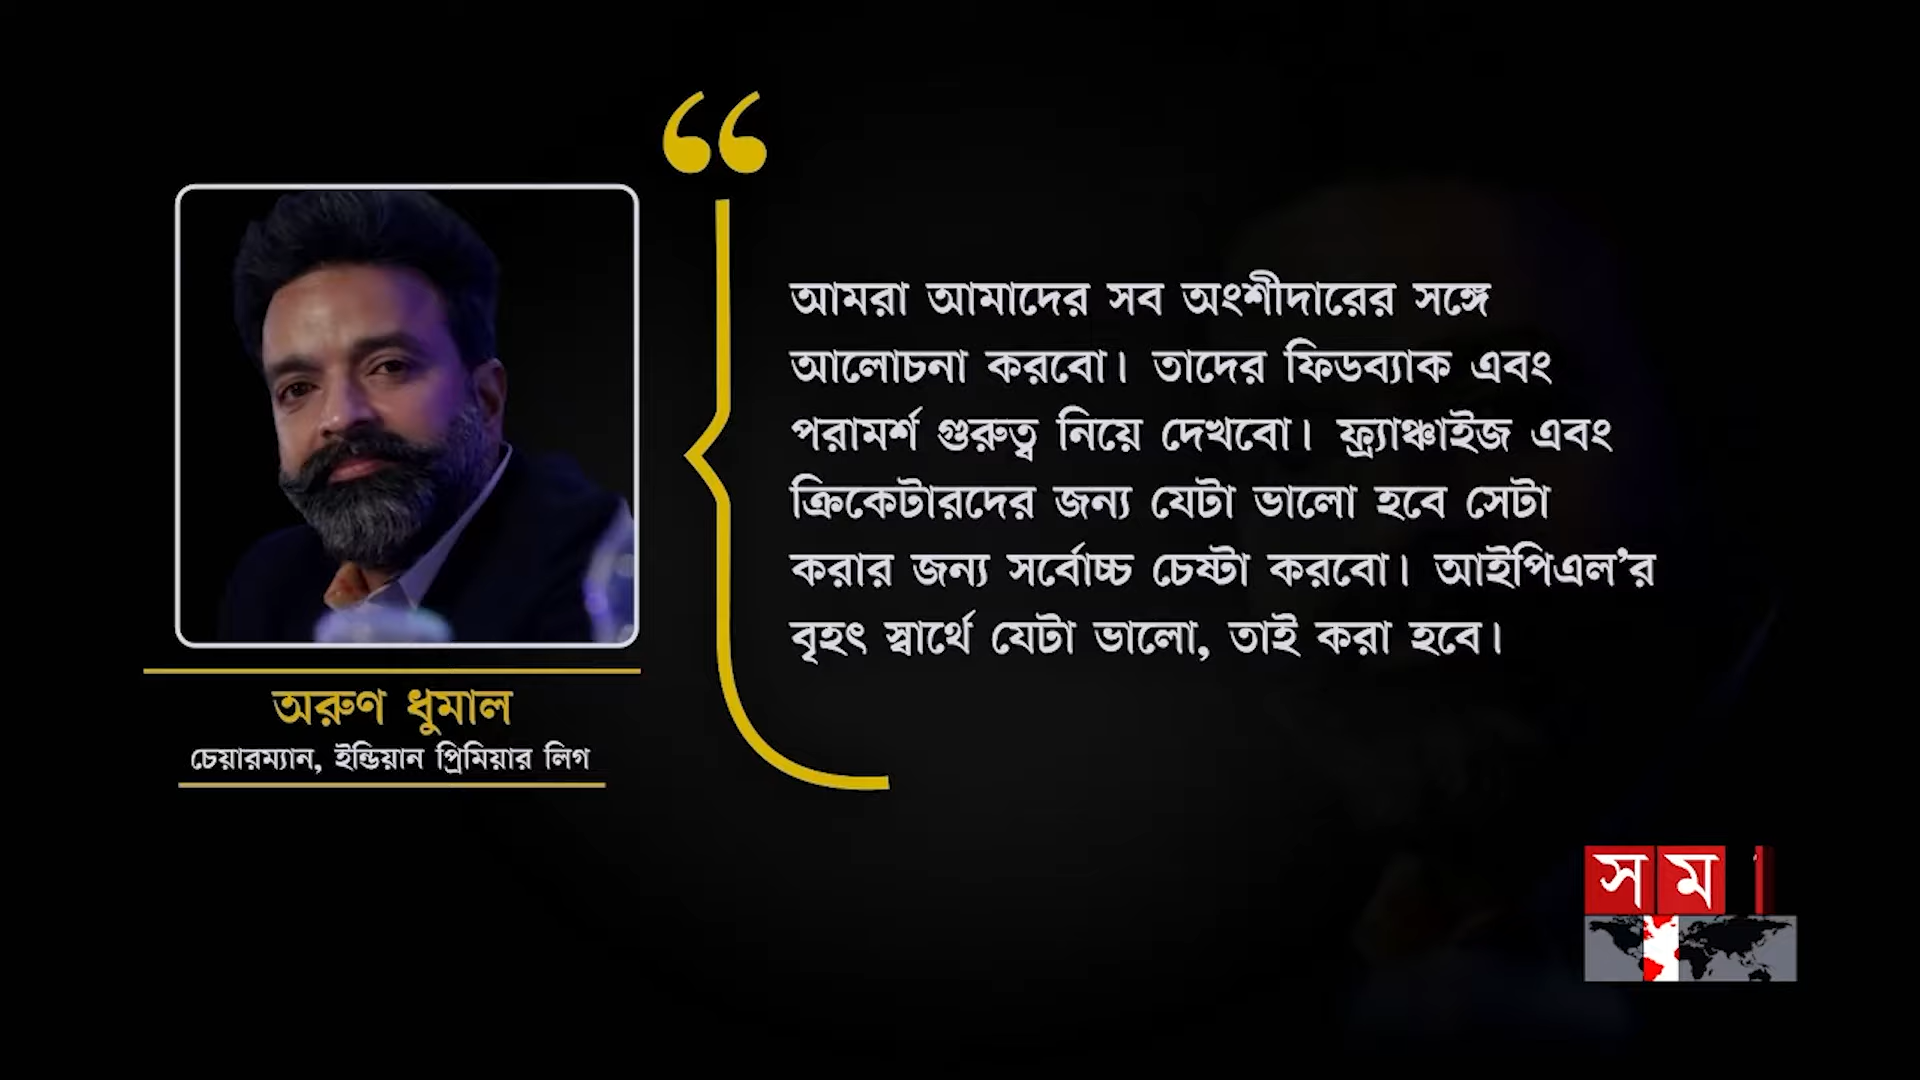 আমরা আমাদের সব অংশীদারের সঙ্গে
আলোচনা করবো। তাদের ফিডব্যাক এবং
পরামর্শ গুরুত্ব নিয়ে দেখবো। ফ্র্যাঞ্চাইজ এবং
ক্রিকেটারদের জন্য যেটা ভালো হবে সেটা
করার জন্য সর্বোচ্চ চেষ্টা করবো। আইপিএল’র
বৃহৎ স্বার্থে যেটা ভালো, তাই করা হবে।
অরুণ ধুমাল
চেয়ারম্যান, ইন্ডিয়ান প্রিমিয়ার লিগ
সম